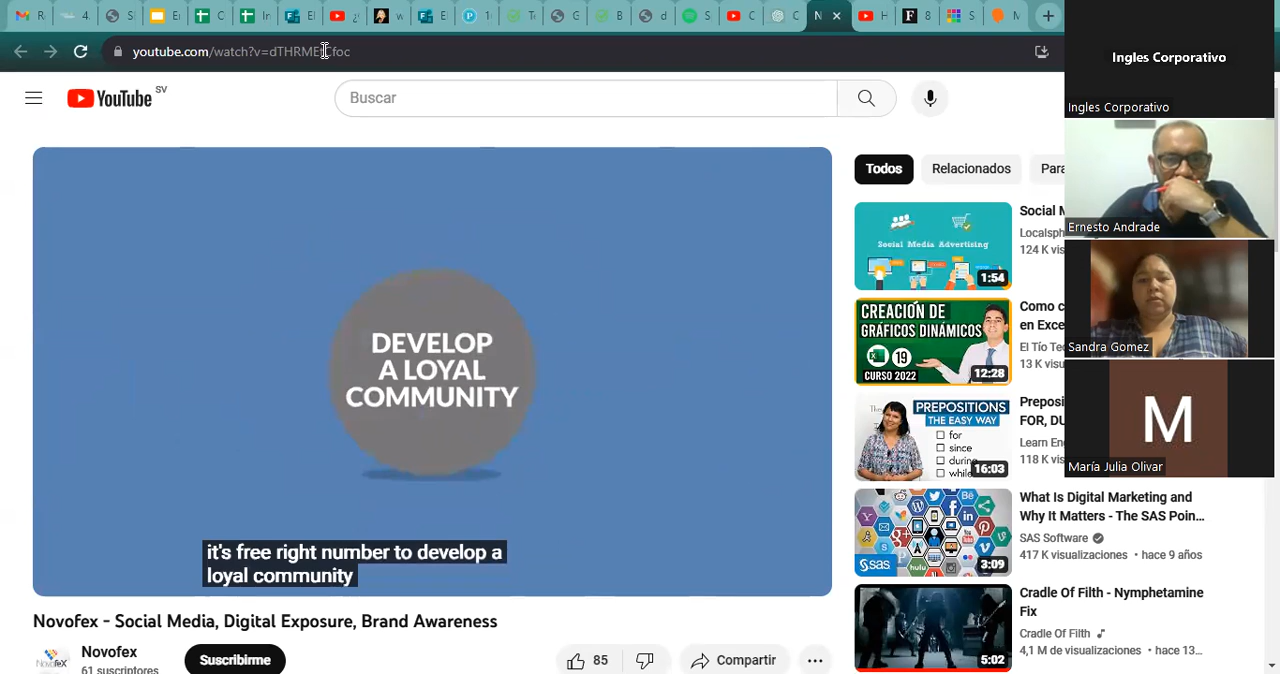 youtube.com/watch?v=dTHRME
foc
YouTube SV
Buscar
DEVELOP
A LOYAL
COMMUNITY
it's free right number to develop a
loyal community
Novofex - Social Media, Digital Exposure, Brand Awareness
Novofex
61 suscriptores
Suscribirme
85
Compartir
Todos
Relacionados
Para
Social Media Advertising
1:54
Social M
Localsph
124 K vis
CREACIÓN DE
GRÁFICOS DINÁMICOS
19
CURSO 2022
12:28
Como c
en Exce
El Tío Tec
13 K vis
PREPOSITIONS
THE EASY WAY
for
since
during
while
16:03
Preposi
FOR, DU
Learn En
118 K vis
sas
hulu
3:09
What Is Digital Marketing and
Why It Matters - The SAS Poin...
SAS Software
417 K visualizaciones • hace 9 años
5:02
Cradle Of Filth - Nymphetamine
Fix
Cradle Of Filth
4,1 M de visualizaciones • hace 13...
Ingles Corporativo
Ingles Corporativo
Ernesto Andrade
Sandra Gomez
M
María Julia Olivar